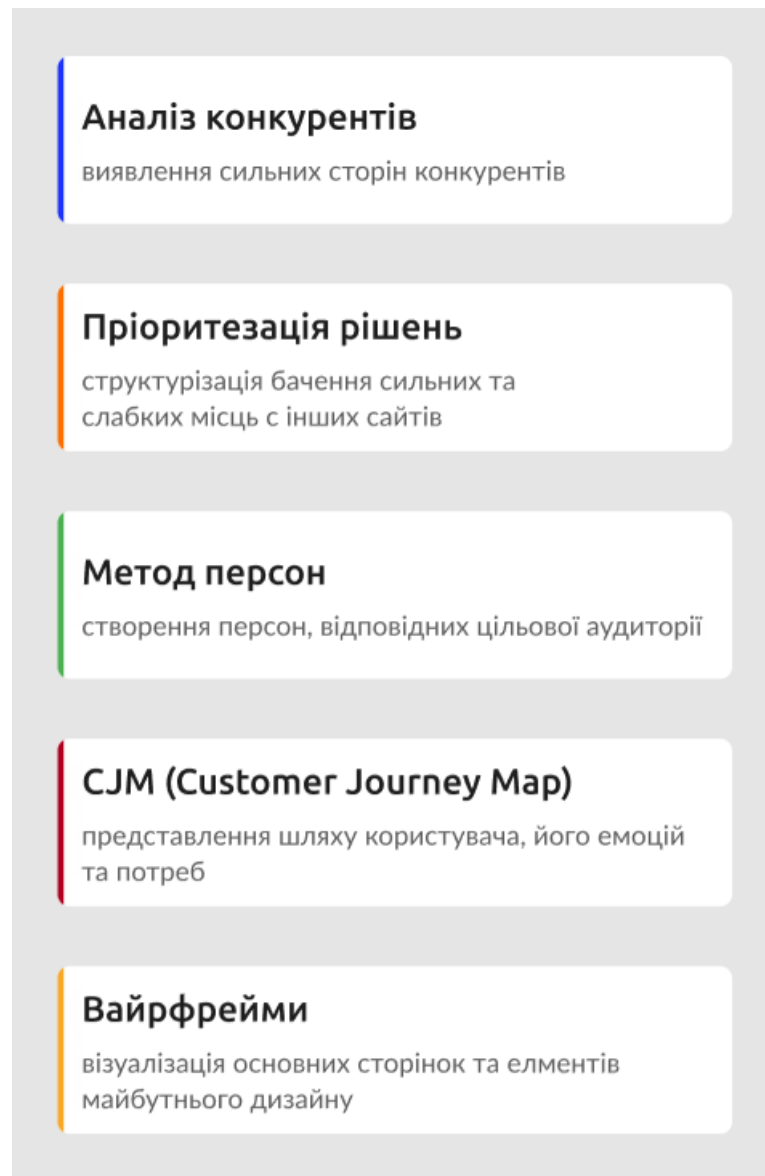 Аналіз конкурентів
виявлення сильних сторін конкурентів
Пріоритезація рішень
структурізація бачення сильних та
слабких місць с інших сайтів
Метод персон
створення персон, відповідних цільової аудиторії
CJM (Customer Journey Map)
представлення шляху користувача, його емоцій
та потреб
Вайрфрейми
візуалізація основних сторінок та елментів
майбутнього дизайну